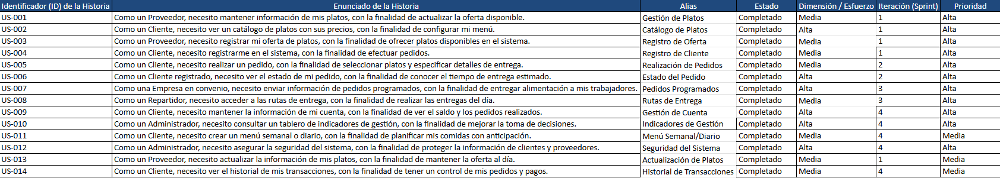 Identificador (ID) de la Historia Enunciado de la Historia Alias Estado Dimensión / Esfuerzo Iteración (Sprint) Prioridad
US-001 Como un Proveedor, necesito mantener información de mis platos, con la finalidad de actualizar la oferta disponible. Gestión de Platos Completado Media 1 Alta
US-002 Como un Cliente, necesito ver un catálogo de platos con sus precios, con la finalidad de configurar mi menú. Catálogo de Platos Completado Alta 1 Alta
US-003 Como un Proveedor, necesito registrar mi oferta de platos, con la finalidad de ofrecer platos disponibles en el sistema. Registro de Oferta Completado Media 1 Alta
US-004 Como un Cliente, necesito registrarme en el sistema, con la finalidad de efectuar pedidos. Registro de Cliente Completado Media 1 Alta
US-005 Como un Cliente, necesito realizar un pedido, con la finalidad de seleccionar platos y especificar detalles de entrega. Realización de Pedidos Completado Media 2 Alta
US-006 Como un Cliente registrado, necesito ver el estado de mi pedido, con la finalidad de conocer el tiempo de entrega estimado. Estado del Pedido Completado Alta 2 Alta
US-007 Como una Empresa en convenio, necesito enviar información de pedidos programados, con la finalidad de entregar alimentación a mis trabajadores. Pedidos Programados Completado Alta 3 Alta
US-008 Como un Repartidor, necesito acceder a las rutas de entrega, con la finalidad de realizar las entregas del día. Rutas de Entrega Completado Media 3 Alta
US-009 Como un Cliente, necesito mantener la información de mi cuenta, con la finalidad de ver el saldo y los pedidos realizados. Gestión de Cuenta Completado Alta 4 Alta
US-010 Como un Administrador, necesito consultar un tablero de indicadores de gestión, con la finalidad de mejorar la toma de decisiones. Indicadores de Gestión Completado Alta 4 Alta
US-011 Como un Cliente, necesito crear un menú semanal o diario, con la finalidad de planificar mis comidas con anticipación. Menú Semanal/Diario Completado Media 4 Media
US-012 Como un Administrador, necesito asegurar la seguridad del sistema, con la finalidad de proteger la información de clientes y proveedores. Seguridad del Sistema Completado Alta 4 Alta
US-013 Como un Proveedor, necesito actualizar la información de mis platos, con la finalidad de mantener la oferta al día. Actualización de Platos Completado Media 1 Media
US-014 Como un Cliente, necesito ver el historial de mis transacciones, con la finalidad de tener un control de mis pedidos y pagos. Historial de Transacciones Completado Media 4 Media